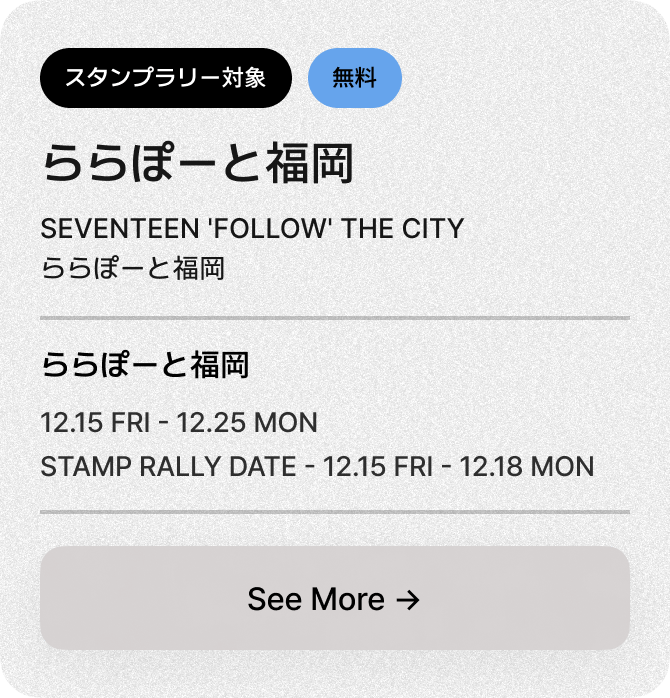 スタンプラリー対象
無料
ららぽーと福岡
SEVENTEEN 'FOLLOW' THE CITY
ららぽーと福岡
ららぽーと福岡
12.15 FRI - 12.25 MON
STAMP RALLY DATE - 12.15 FRI - 12.18 MON
See More →